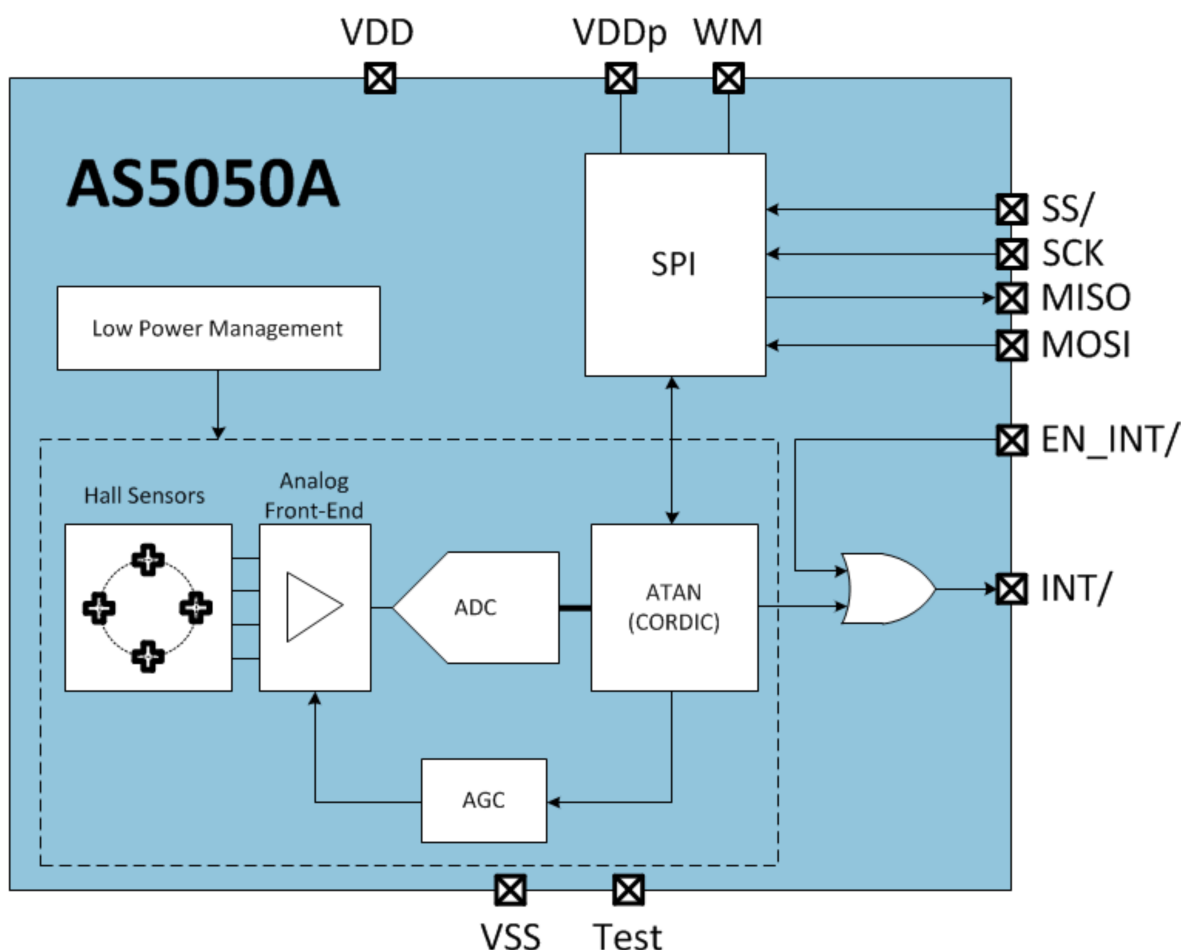 VDD
VDDp
WM
AS5050A
SPI
SS/
SCK
MISO
MOSI
Low Power Management
EN_INT/
Hall Sensors
Analog
Front-End
ADC
ATAN
(CORDIC)
INT/
AGC
VSS
Test